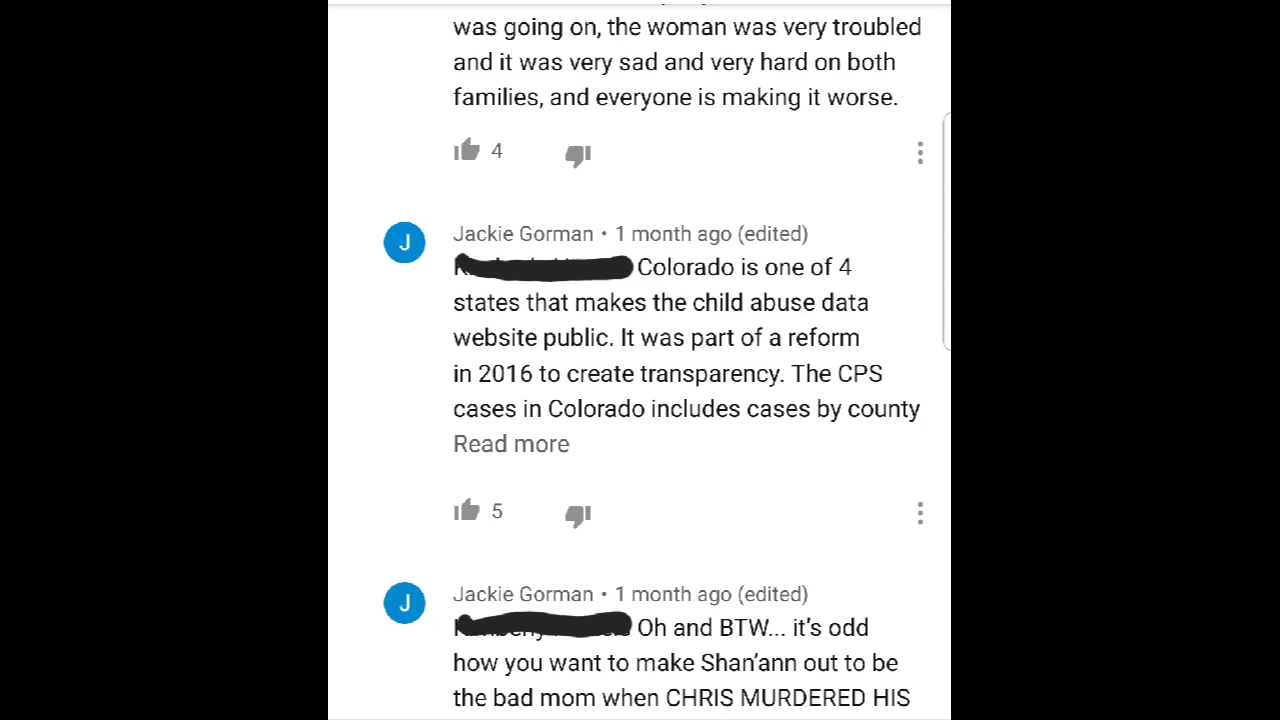 was going on, the woman was very troubled
and it was very sad and very hard on both
families, and everyone is making it worse.
4
J
Jackie Gorman • 1 month ago (edited)
Colorado is one of 4
states that makes the child abuse data
website public. It was part of a reform
in 2016 to create transparency. The CPS
cases in Colorado includes cases by county
Read more
5
J
Jackie Gorman • 1 month ago (edited)
Oh and BTW... it's odd
how you want to make Shan'ann out to be
the bad mom when CHRIS MURDERED HIS